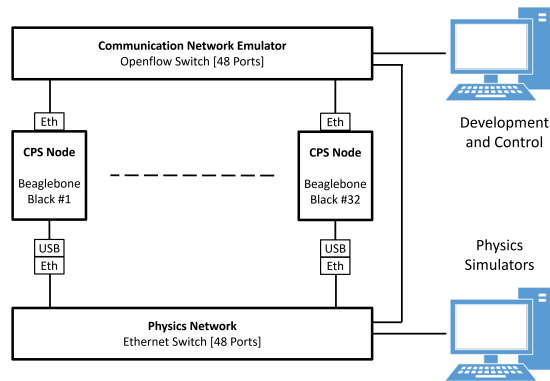 Communication Network Emulator
Openflow Switch [48 Ports]
Eth
Eth
CPS Node
Beaglebone
Black #1
CPS Node
Beaglebone
Black #32
Development
and Control
USB
Eth
USB
Eth
Physics
Simulators
Physics Network
Ethernet Switch [48 Ports]